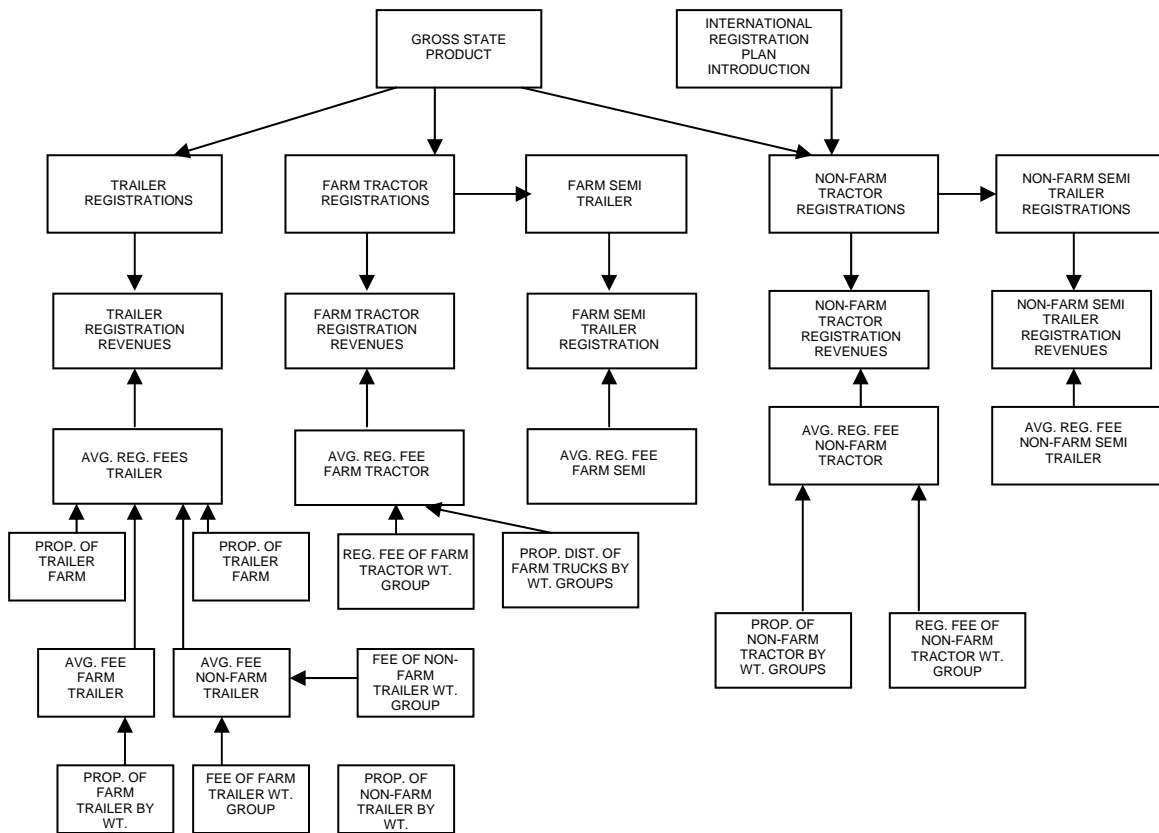 GROSS STATE
PRODUCT
INTERNATIONAL
REGISTRATION
PLAN
INTRODUCTION
TRAILER
REGISTRATIONS
FARM TRACTOR
REGISTRATIONS
FARM SEMI
TRAILER
NON-FARM
TRACTOR
REGISTRATIONS
NON-FARM SEMI
TRAILER
REGISTRATIONS
TRAILER
REGISTRATION
REVENUES
FARM TRACTOR
REGISTRATION
REVENUES
FARM SEMI
TRAILER
REGISTRATION
NON-FARM
TRACTOR
REGISTRATION
REVENUES
NON-FARM SEMI
TRAILER
REGISTRATION
REVENUES
AVG. REG. FEES
TRAILER
AVG. REG. FEE
FARM TRACTOR
AVG. REG. FEE
FARM SEMI
AVG. REG. FEE
NON-FARM
TRACTOR
AVG. REG. FEE
NON-FARM SEMI
TRAILER
PROP. OF
TRAILER
FARM
PROP. OF
TRAILER
FARM
REG. FEE OF FARM
TRACTOR WT.
GROUP
PROP. DIST. OF
FARM TRUCKS BY
WT. GROUPS
PROP. OF
NON-FARM
TRACTOR BY
WT. GROUPS
REG. FEE OF
NON-FARM
TRACTOR WT.
GROUP
AVG. FEE
FARM
TRAILER
AVG. FEE
NON-FARM
TRAILER
FEE OF NON-
FARM
TRAILER WT.
GROUP
PROP. OF
FARM
TRAILER BY
WT.
FEE OF FARM
TRAILER WT.
GROUP
PROP. OF
NON-FARM
TRAILER BY
WT.